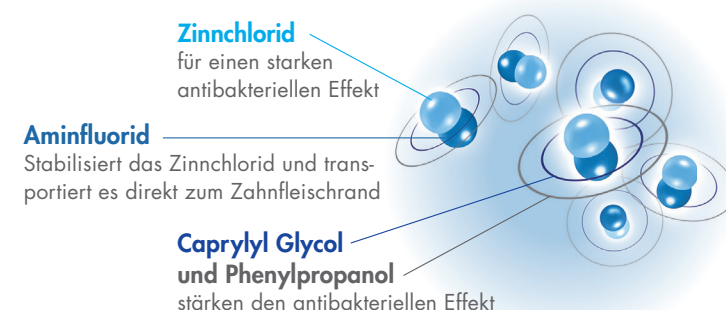 Zinnchlorid
für einen starken
antibakteriellen Effekt
Aminfluorid
Stabilisiert das Zinnchlorid und trans-
portiert es direkt zum Zahnfleischrand
Caprylyl Glycol
und Phenylpropanol
stärken den antibakteriellen Effekt